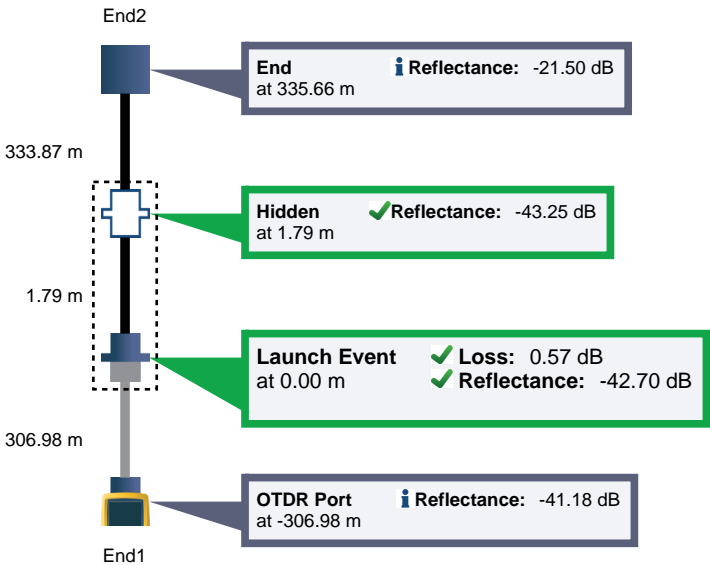 End2
End Reflectance: -21.50 dB
at 335.66 m
333.87 m
Hidden Reflectance: -43.25 dB
at 1.79 m
1.79 m
Launch Event Loss: 0.57 dB
at 0.00 m Reflectance: -42.70 dB
306.98 m
OTDR Port Reflectance: -41.18 dB
at -306.98 m
End1